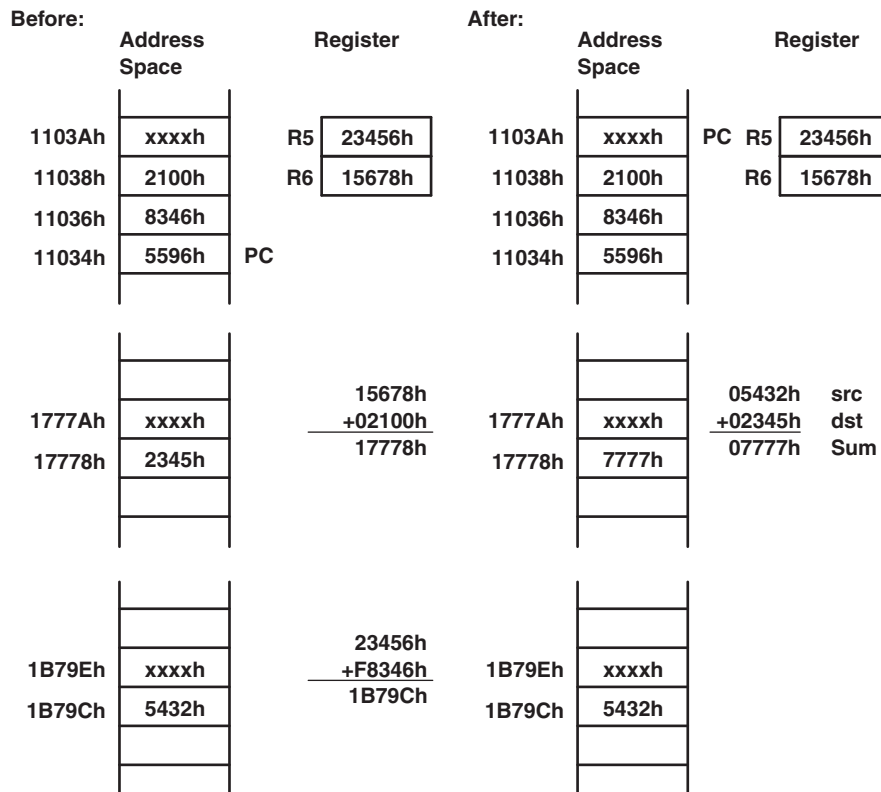 Before:
Address Space
Register
1103Ah xxxxh R5 23456h
11038h 2100h R6 15678h
11036h 8346h
11034h 5596h PC
1777Ah xxxxh
17778h 2345h
15678h
+02100h
17778h
1B79Eh xxxxh
1B79Ch 5432h
23456h
+F8346h
1B79Ch
After:
Address Space
Register
1103Ah xxxxh PC R5 23456h
11038h 2100h R6 15678h
11036h 8346h
11034h 5596h
1777Ah xxxxh
17778h 7777h
05432h src
+02345h dst
07777h Sum
1B79Eh xxxxh
1B79Ch 5432h